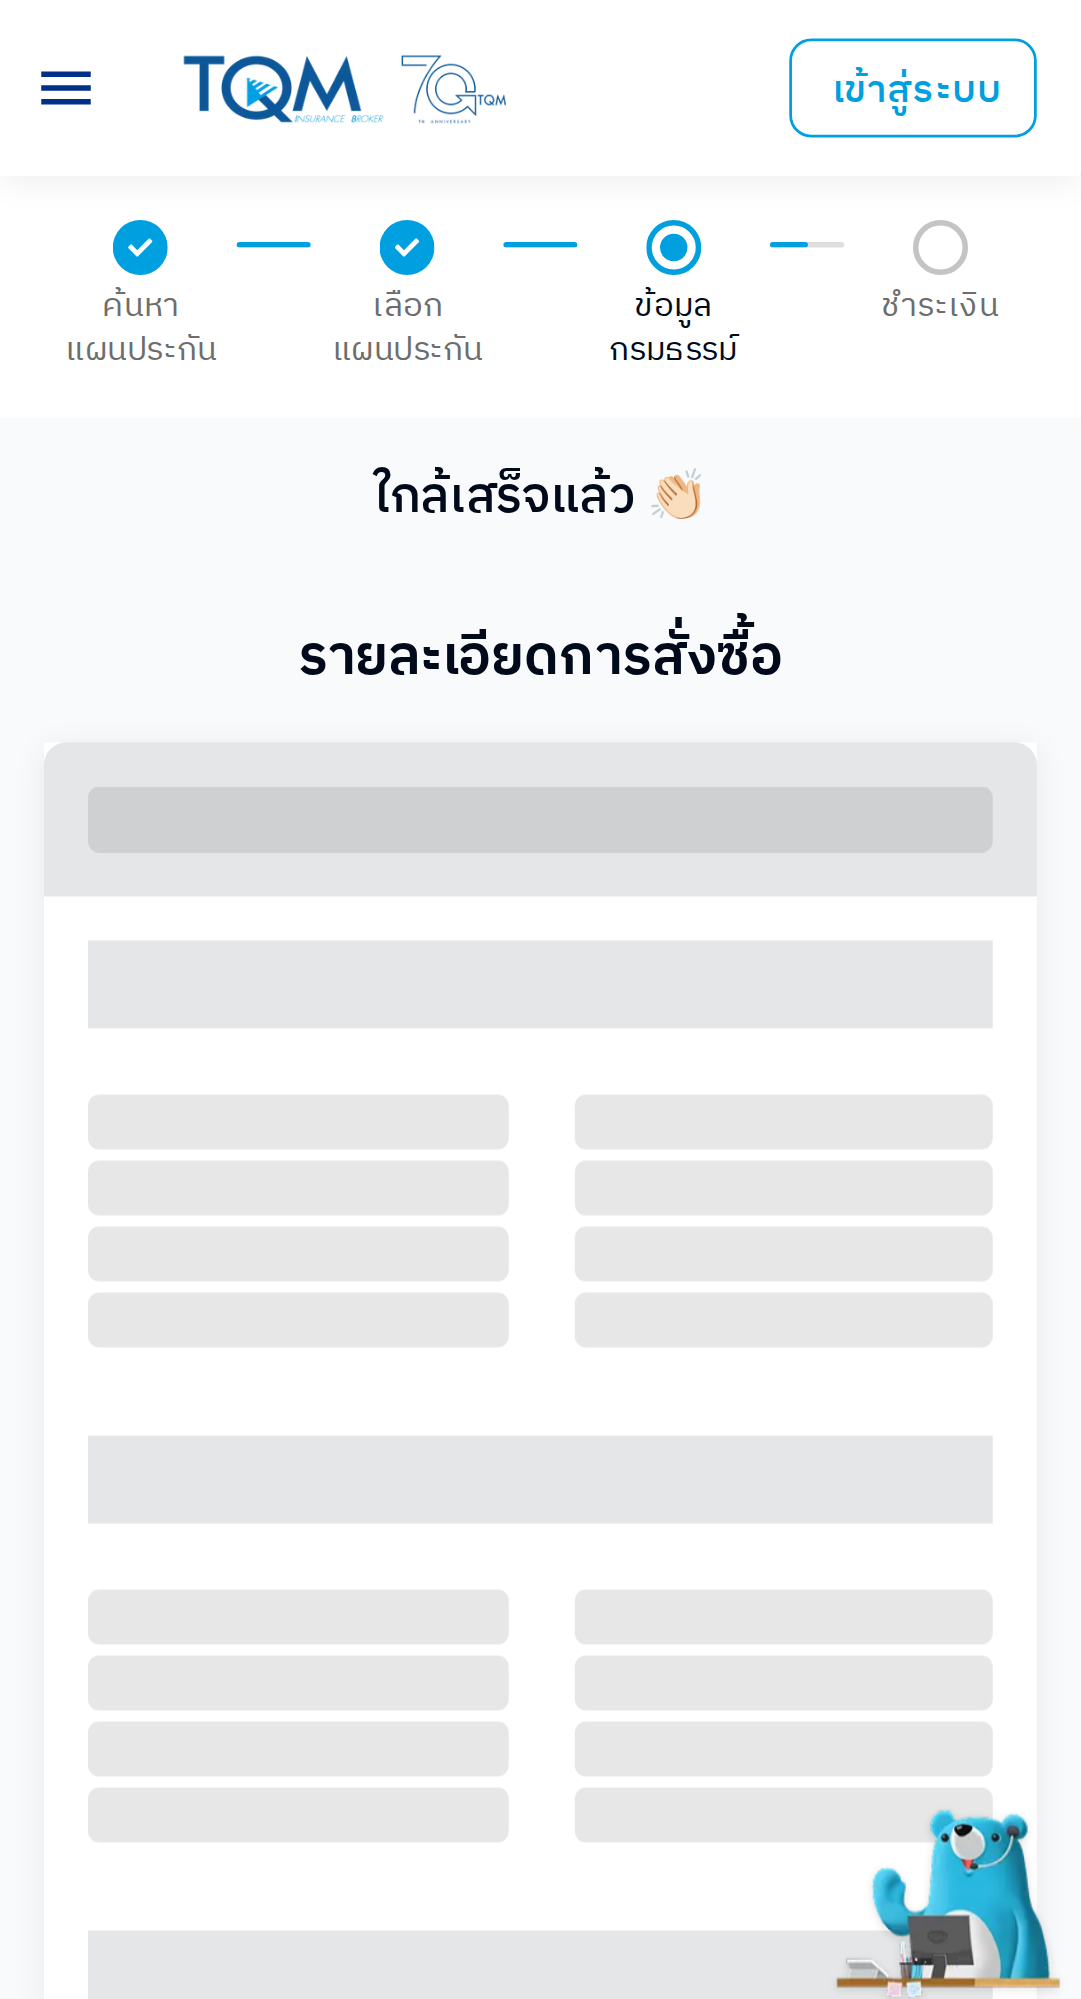 TQM
INSURANCE BROKER
70 TQM
TH ANNIVERSARY
เข้าสู่ระบบ
ค้นหา
แผนประกัน
เลือก
แผนประกัน
ข้อมูล
กรมธรรม์
ชำระเงิน
ใกล้เสร็จแล้ว 👏🏻
รายละเอียดการสั่งซื้อ